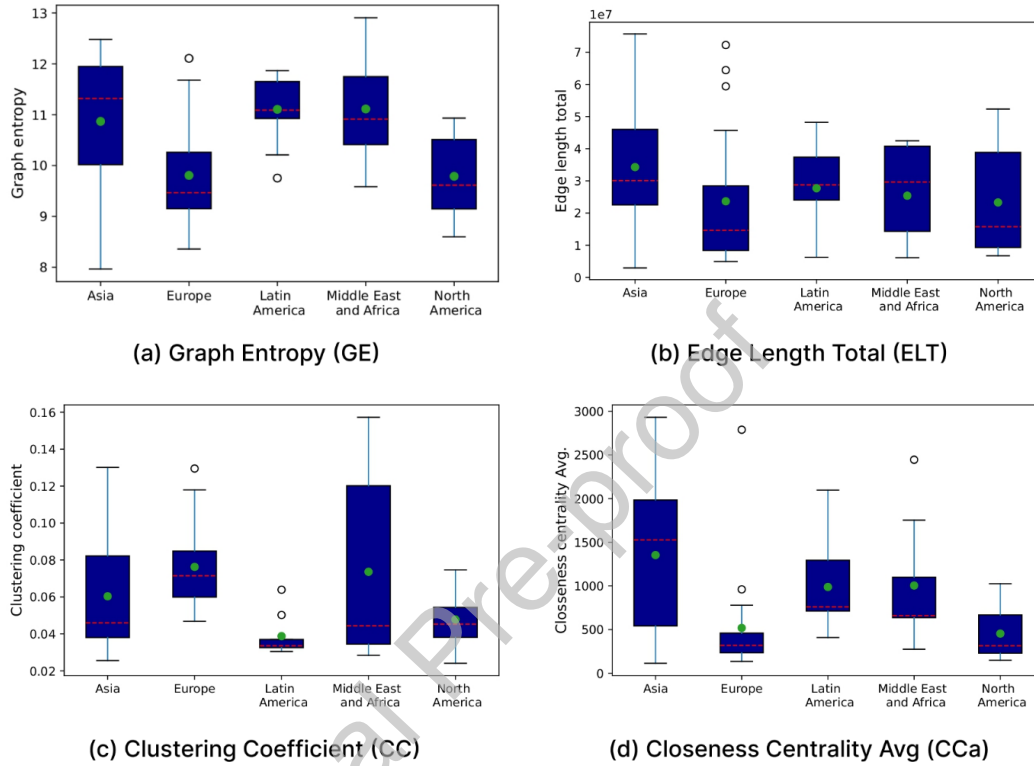 13
12
11
10
9
8
Graph entropy
Asia
Europe
Latin
America
Middle East
and Africa
North
America
(a) Graph Entropy (GE)
1e7
8
7
6
5
4
3
2
1
0
Edge length total
Asia
Europe
Latin
America
Middle East
and Africa
North
America
(b) Edge Length Total (ELT)
0.16
0.14
0.12
0.10
0.08
0.06
0.04
0.02
Clustering coefficient
Asia
Europe
Latin
America
Middle East
and Africa
North
America
(c) Clustering Coefficient (CC)
3000
2500
2000
1500
1000
500
0
Closseness centrality Avg.
Asia
Europe
Latin
America
Middle East
and Africa
North
America
(d) Closeness Centrality Avg (CCa)
al Pre-proof